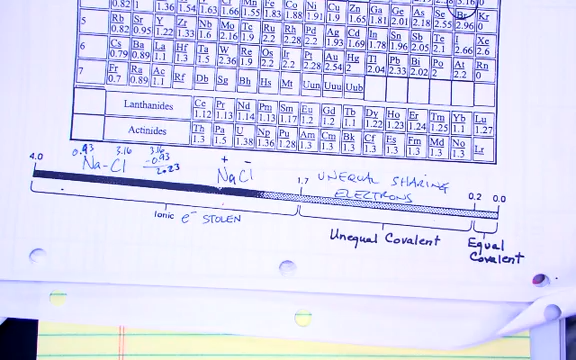 5 Rb Sr Y Zr Nb Mo Tc Ru Rh Pd Ag Cd In Sn Sb Te I Xe
0.82 0.95 1.22 1.33 1.6 2.16 1.9 2.2 2.28 2.2 1.93 1.69 1.78 1.96 2.05 2.1 2.66 2.6
6 Cs Ba La Hf Ta W Re Os Ir Pt Au Hg Tl Pb Bi Po At Rn
0.79 0.89 1.1 1.3 1.5 2.36 1.9 2.2 2.2 2.28 2.54 2 2.04 2.33 2.02 2 2.2 0
7 Fr Ra Ac Rf Db Sg Bh Hs Mt Uun Uuu Uub
0.7 0.89 1.1
Lanthanides Ce Pr Nd Pm Sm Eu Gd Tb Dy Ho Er Tm Yb Lu
1.12 1.13 1.14 1.13 1.17 1.2 1.2 1.1 1.22 1.23 1.24 1.25 1.1 1.27
Actinides Th Pa U Np Pu Am Cm Bk Cf Es Fm Md No Lr
1.3 1.5 1.38 1.36 1.28 1.3 1.3 1.3 1.3 1.3 1.3 1.3 1.3
0.93 3.16 3.16
Na-Cl -0.93
2.23
+ -
NaCl
UNEQUAL SHARING
ELECTRONS
4.0 1.7 0.2 0.0
Ionic e⁻ STOLEN
Unequal Covalent
Equal
Covalent